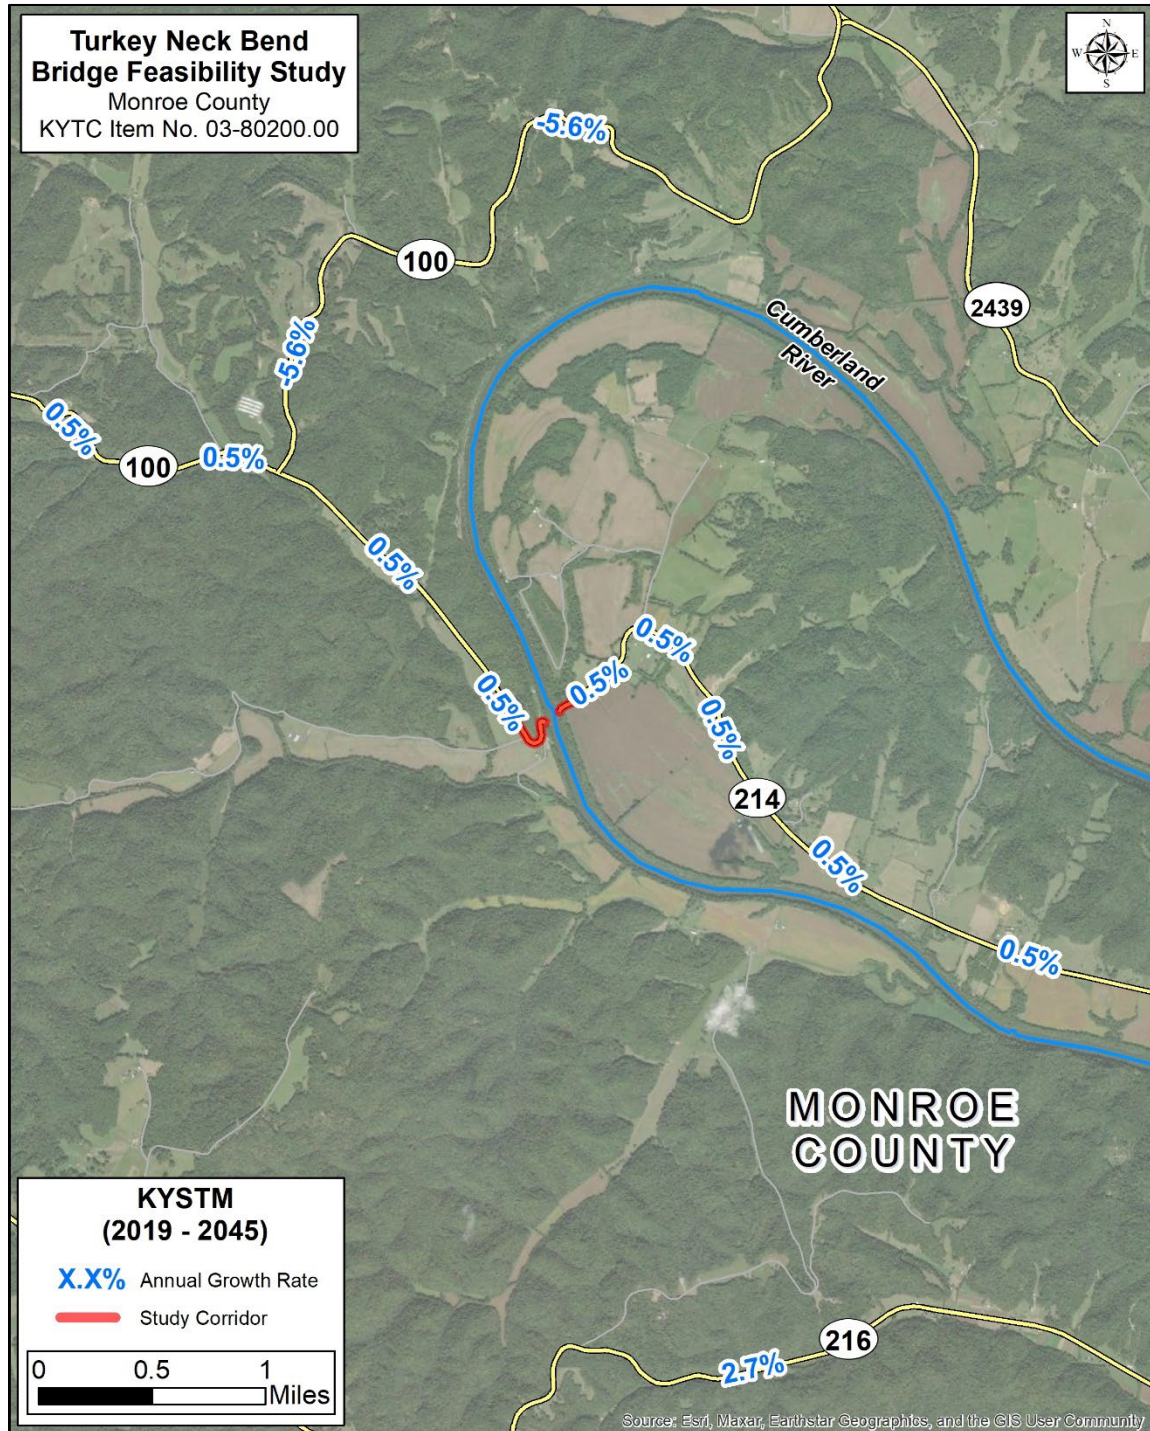 Turkey Neck Bend
Bridge Feasibility Study
Monroe County
KYTC Item No. 03-80200.00
N
W
E
S
-5.6%
100
2439
Cumberland
River
-5.6%
0.5%
100
0.5%
0.5%
0.5%
0.5%
0.5%
0.5%
214
0.5%
0.5%
MONROE
COUNTY
KYSTM
(2019 - 2045)
X.X% Annual Growth Rate
Study Corridor
0 0.5 1
Miles
216
2.7%
Source: Esri, Maxar, Earthstar Geographics, and the GIS User Community